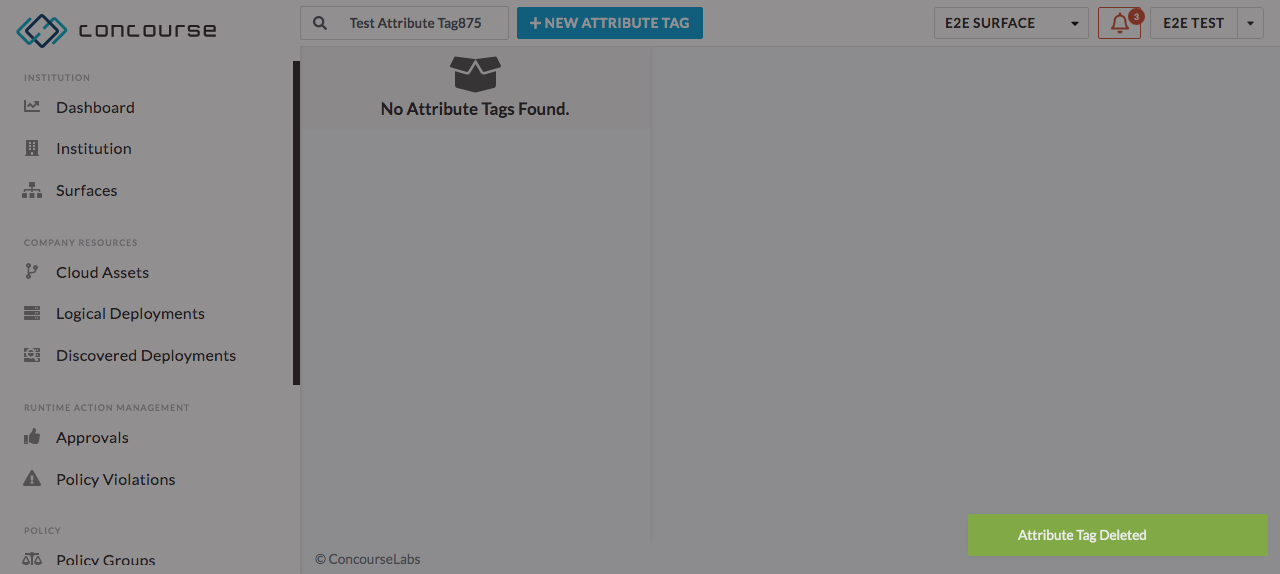 concourse
Test Attribute Tag875
NEW ATTRIBUTE TAG
E2E SURFACE
3
E2E TEST
INSTITUTION
Dashboard
Institution
Surfaces
COMPANY RESOURCES
Cloud Assets
Logical Deployments
Discovered Deployments
RUNTIME ACTION MANAGEMENT
Approvals
Policy Violations
POLICY
Policy Groups
No Attribute Tags Found.
Attribute Tag Deleted
© ConcourseLabs